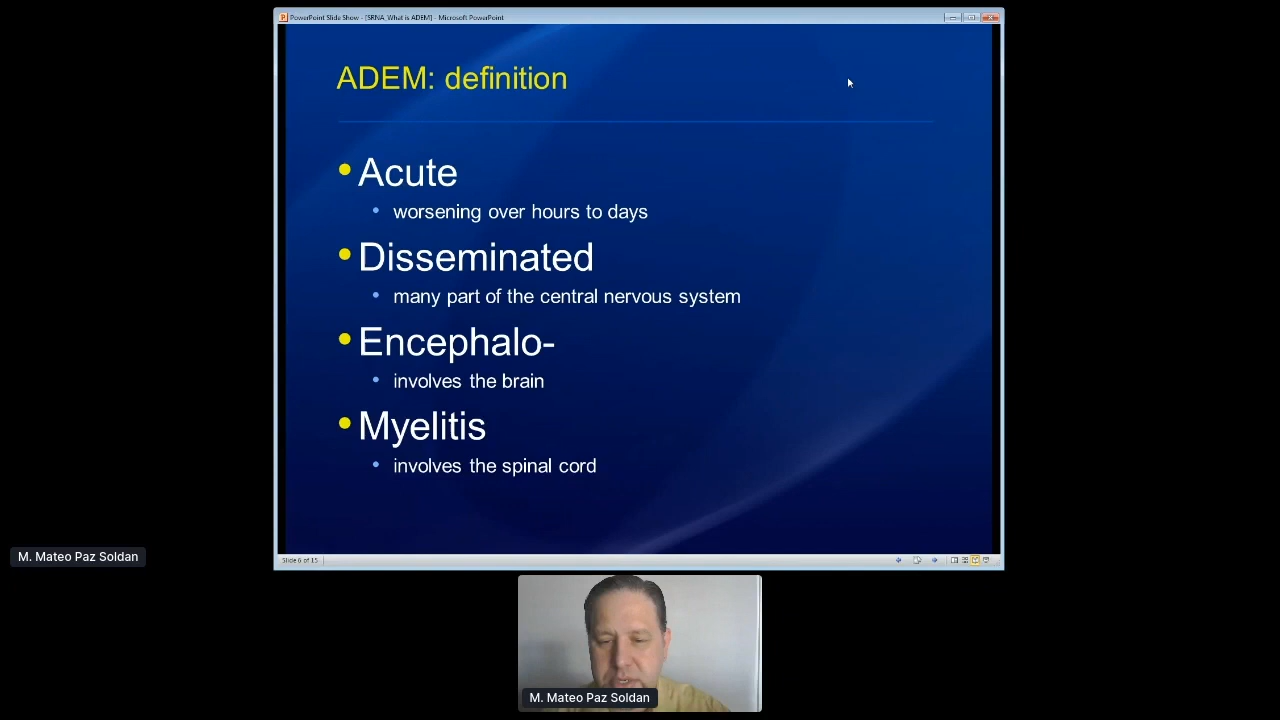 PowerPoint Slide Show - [SRNA_What is ADEM] - Microsoft PowerPoint
ADEM: definition
• Acute
• worsening over hours to days
• Disseminated
• many part of the central nervous system
• Encephalo-
• involves the brain
• Myelitis
• involves the spinal cord
Slide 6 of 15
M. Mateo Paz Soldan
M. Mateo Paz Soldan